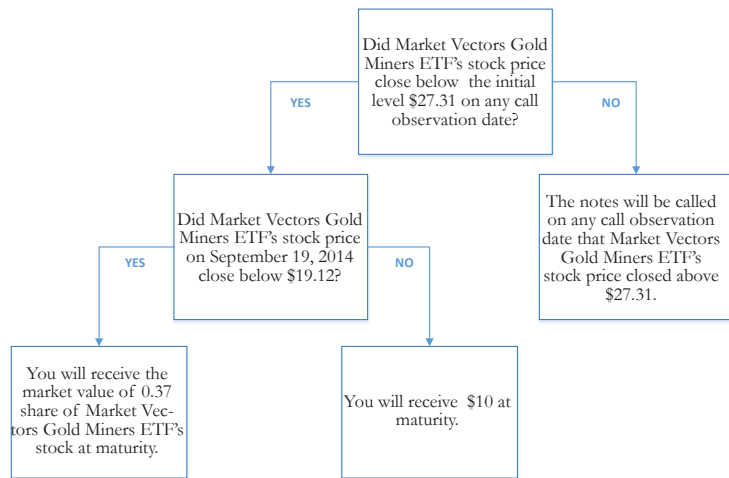 Did Market Vectors Gold
Miners ETF's stock price
close below the initial
level $27.31 on any call
observation date?
YES
NO
Did Market Vectors Gold
Miners ETF's stock price
on September 19, 2014
close below $19.12?
The notes will be called
on any call observation
date that Market Vectors
Gold Miners ETF's
stock price closed above
$27.31.
YES
NO
You will receive the
market value of 0.37
share of Market Vec-
tors Gold Miners ETF's
stock at maturity.
You will receive $10 at
maturity.